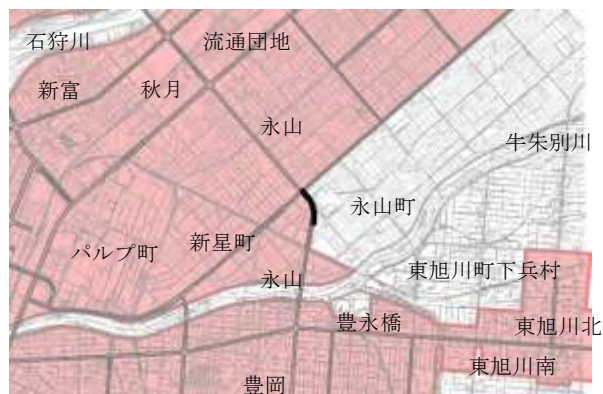 石狩川
流通団地
新富
秋月
永山
牛朱別川
永山町
パルプ町
新星町
永山
東旭川町下兵村
豊永橋
東旭川北
東旭川南
豊岡